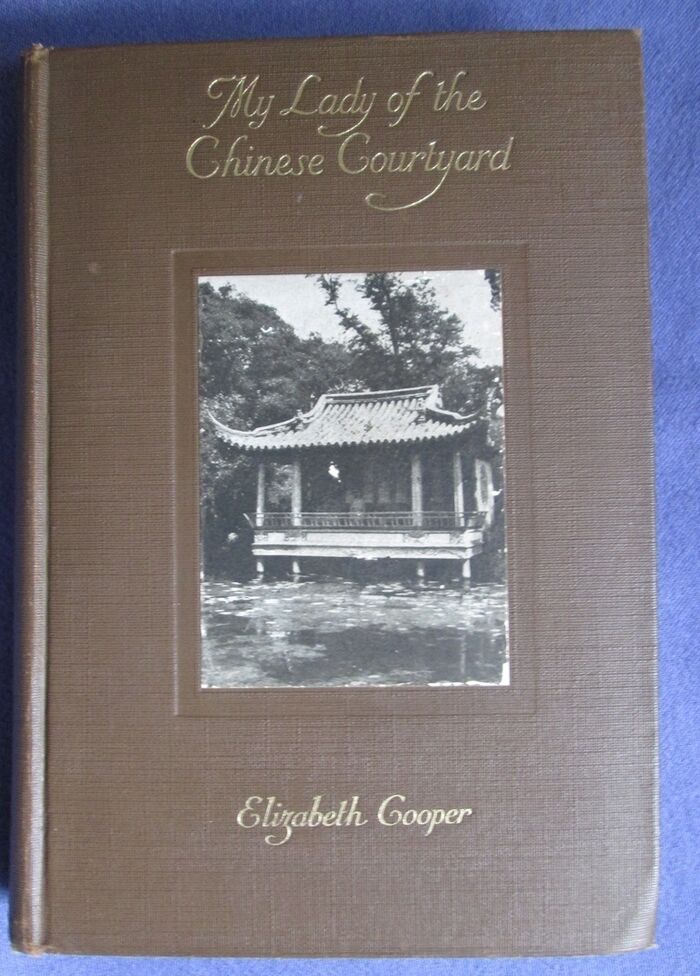 My Lady of the
Chinese Courtyard
Elizabeth Cooper